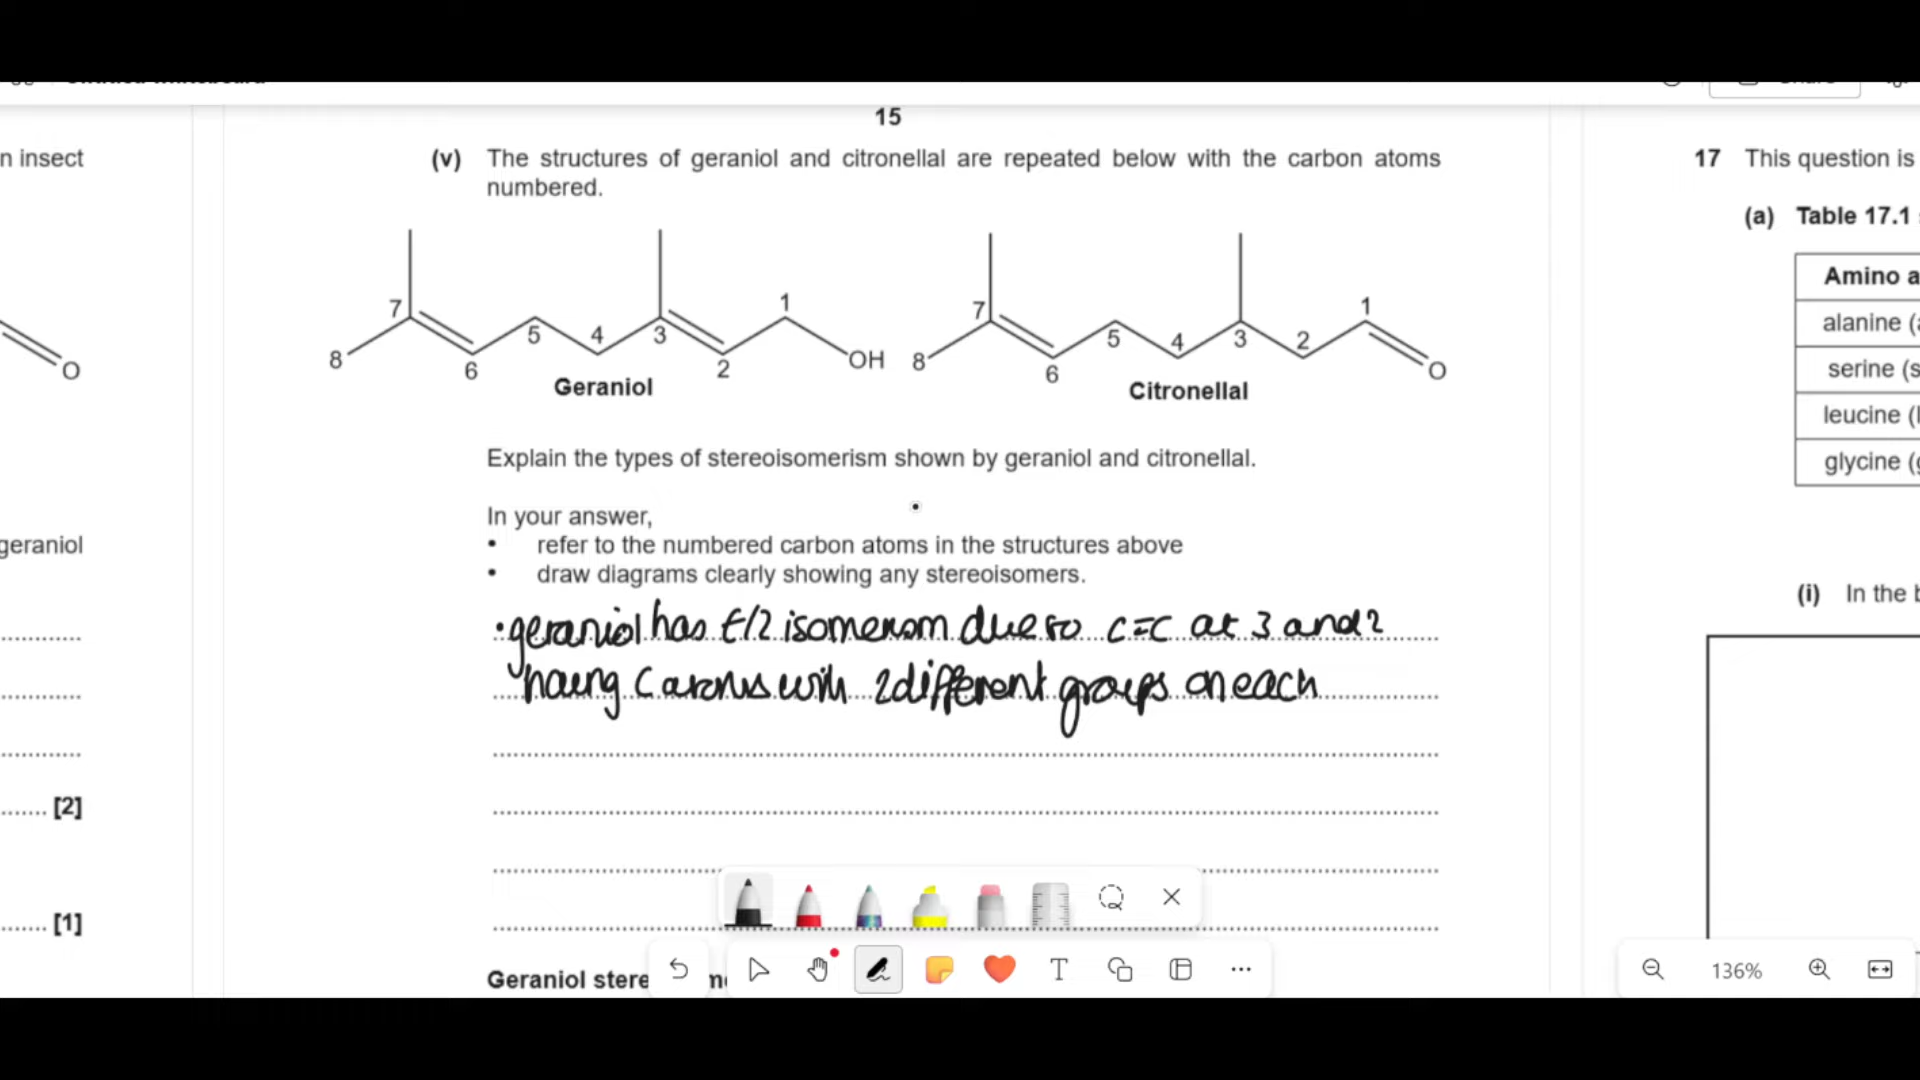 15
n insect
(v) The structures of geraniol and citronellal are repeated below with the carbon atoms
numbered.
17 This question is
(a) Table 17.1
7 5 4 3 1
8 6 2 OH
Geraniol
7 5 4 3 2 1
8 6 O
Citronellal
O
Amino a
alanine (a
serine (s
leucine (l
glycine (g
Explain the types of stereoisomerism shown by geraniol and citronellal.
In your answer,
• refer to the numbered carbon atoms in the structures above
• draw diagrams clearly showing any stereoisomers.
geraniol
(i) In the b
• geraniol has E/Z isomerism due to C=C at 3 and 2
having C atoms with 2 different groups on each
[2]
[1]
Geraniol stere
136%